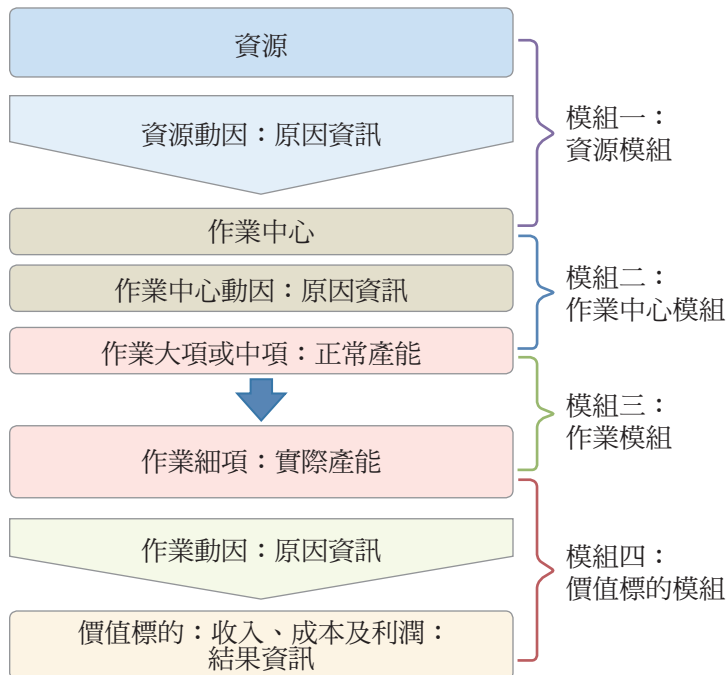 資源
資源動因：原因資訊
作業中心
作業中心動因：原因資訊
作業大項或中項：正常產能
作業細項：實際產能
作業動因：原因資訊
價值標的：收入、成本及利潤：
結果資訊
模組一：
資源模組
模組二：
作業中心模組
模組三：
作業模組
模組四：
價值標的模組